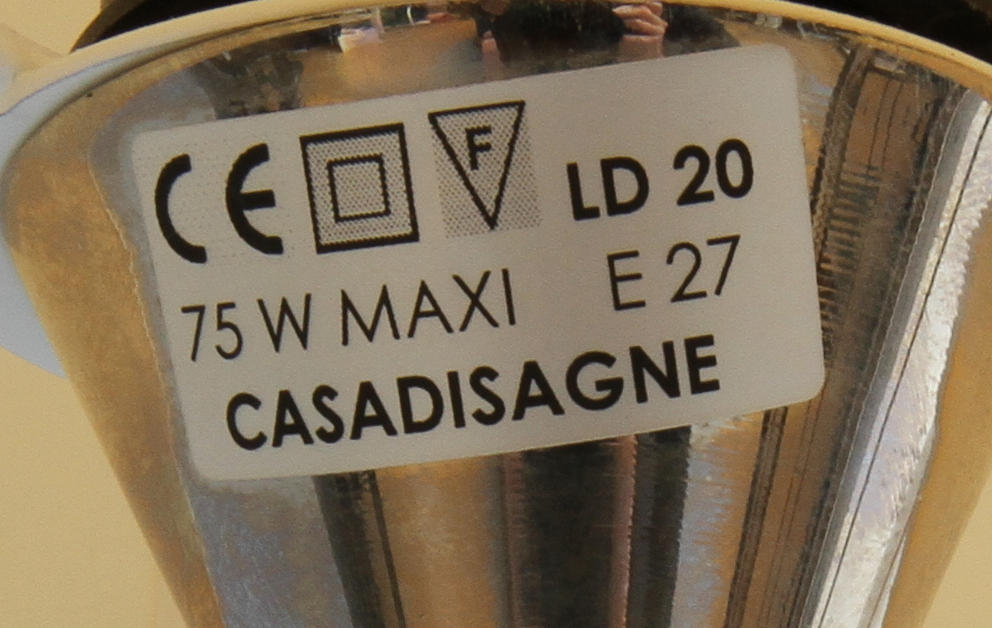 CE F LD 20
75 W MAXI E 27
CASADISAGNE